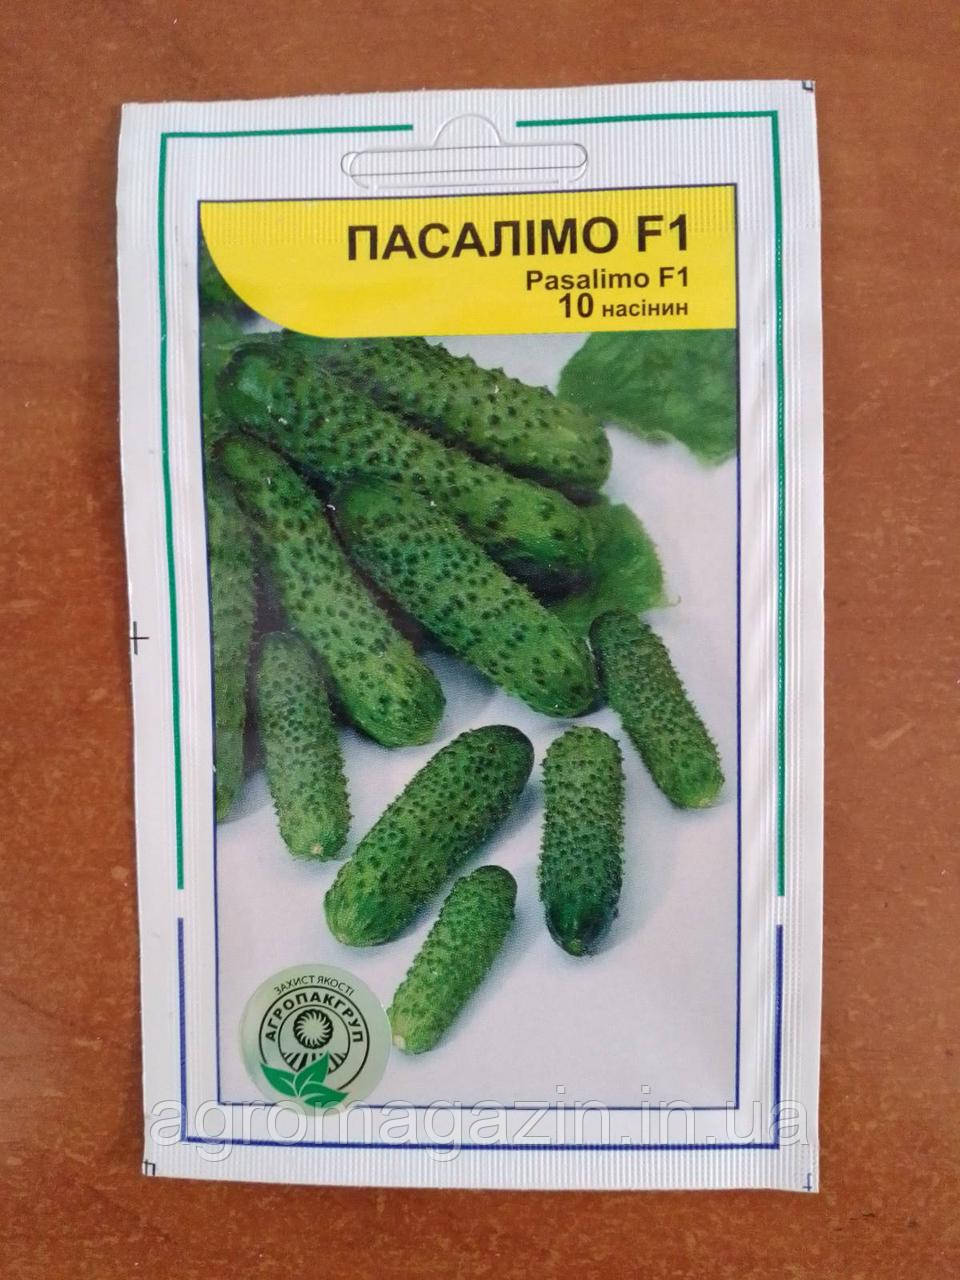 ПАСАЛІМО F1
Pasalimo F1
10 насінин
ЗАХИСТ ЯКОСТІ
АГРОПАКГРУП
agromagazin.in.ua